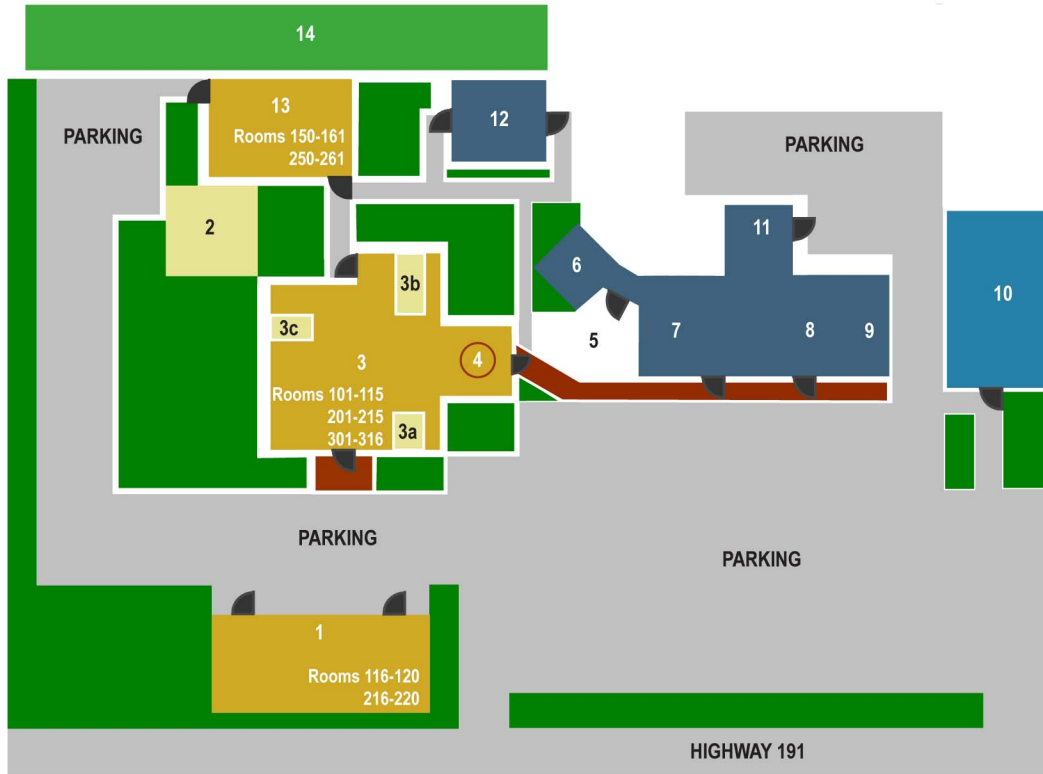 14
13
Rooms 150-161
250-261
12
PARKING
PARKING
2
11
6
3b
10
3c
7
8
9
5
3
4
Rooms 101-115
201-215
301-316
3a
PARKING
PARKING
1
Rooms 116-120
216-220
HIGHWAY 191